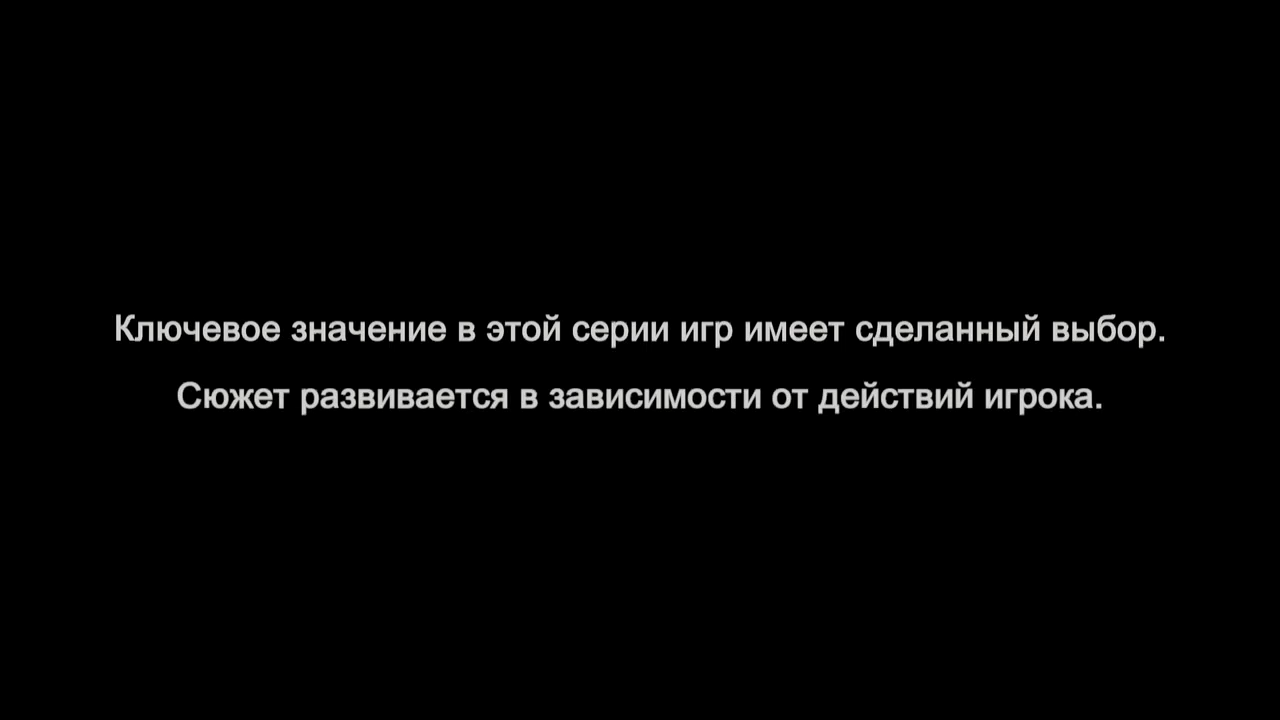 Ключевое значение в этой серии игр имеет сделанный выбор.
Сюжет развивается в зависимости от действий игрока.